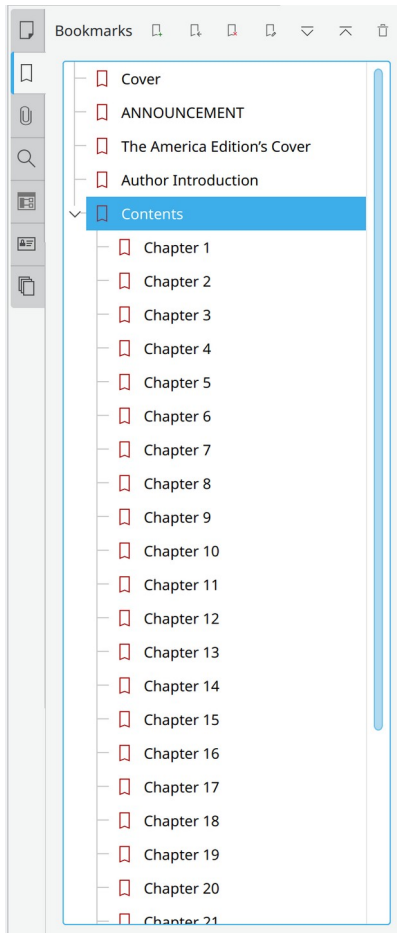 Bookmarks
Cover
ANNOUNCEMENT
The America Edition's Cover
Author Introduction
Contents
Chapter 1
Chapter 2
Chapter 3
Chapter 4
Chapter 5
Chapter 6
Chapter 7
Chapter 8
Chapter 9
Chapter 10
Chapter 11
Chapter 12
Chapter 13
Chapter 14
Chapter 15
Chapter 16
Chapter 17
Chapter 18
Chapter 19
Chapter 20
Chapter 21